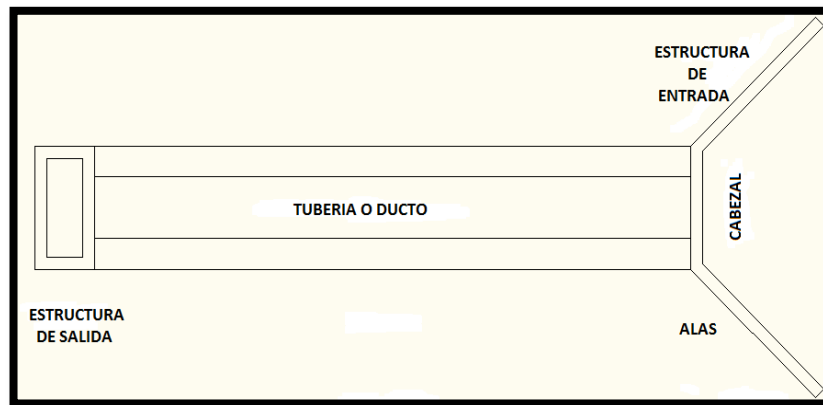 ESTRUCTURA
DE
ENTRADA
TUBERIA O DUCTO
CABEZAL
ESTRUCTURA
DE SALIDA
ALAS